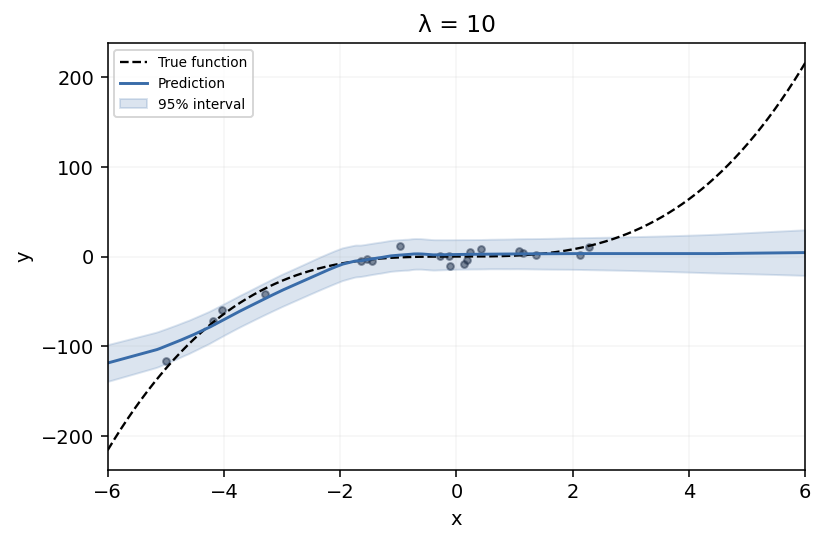 λ = 10
True function
Prediction
95% interval
200
100
0
−100
−200
y
−6
−4
−2
0
2
4
6
x